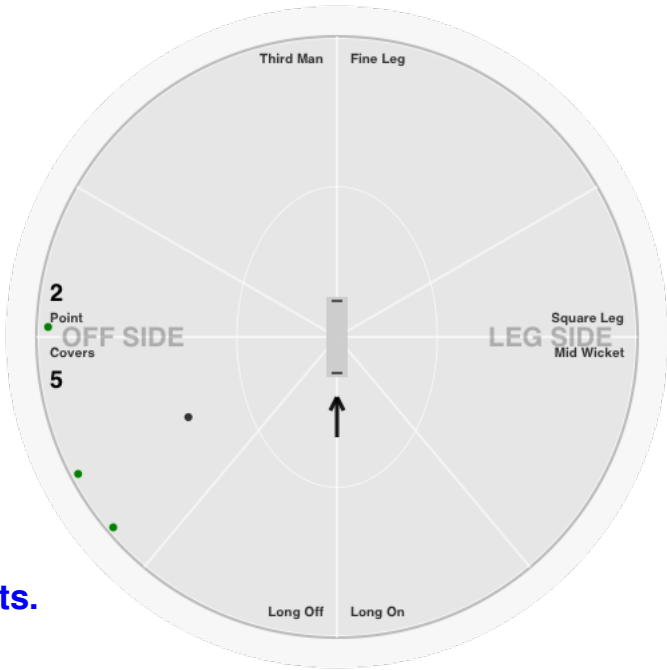 Third Man Fine Leg
2
Point Square Leg
OFF SIDE LEG SIDE
Covers Mid Wicket
5
ts.
Long Off Long On